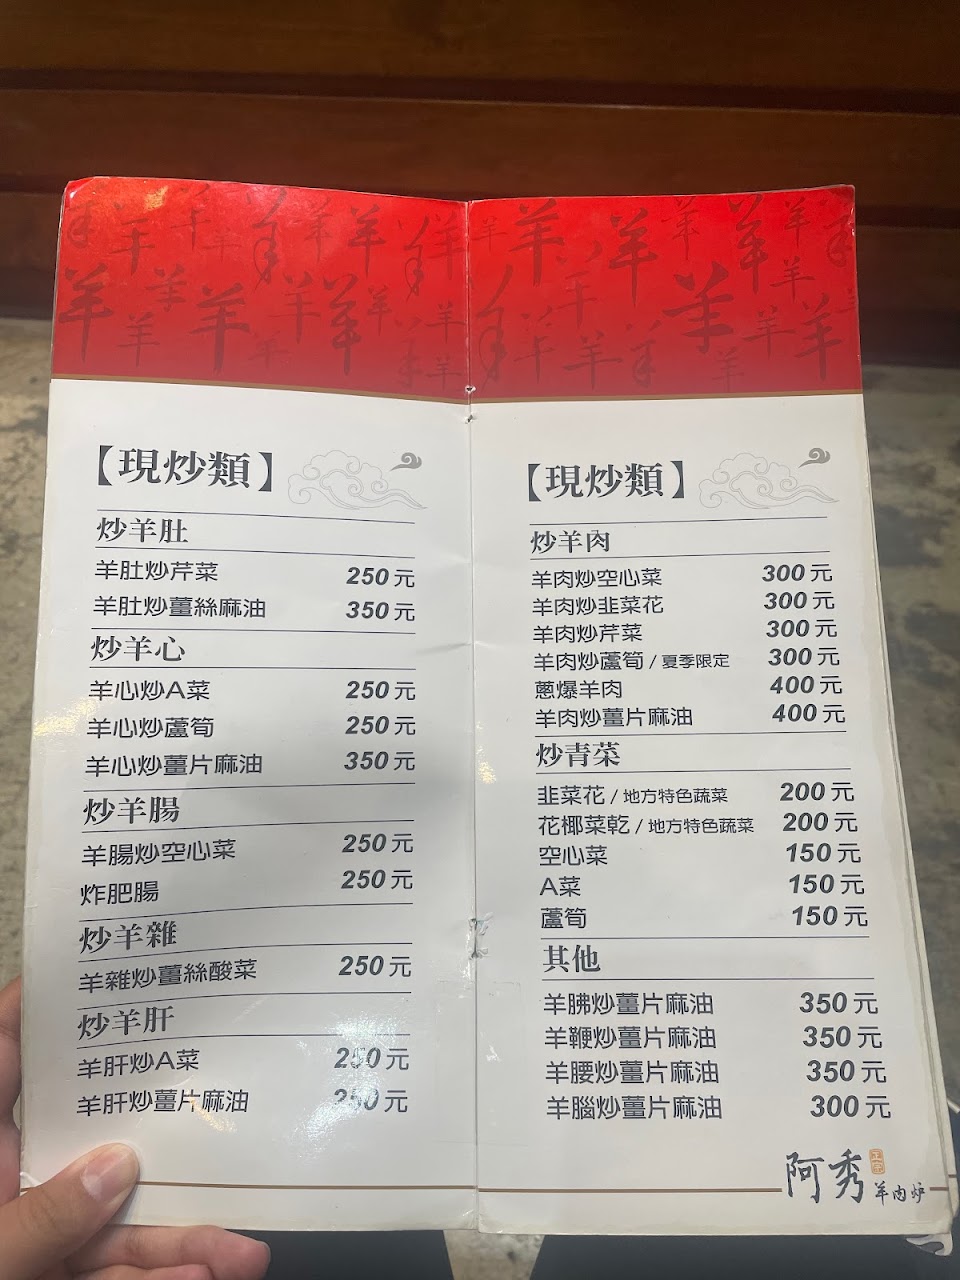 【現炒類】
炒羊肚
羊肚炒芹菜 250元
羊肚炒薑絲麻油 350元
炒羊心
羊心炒A菜 250元
羊心炒蘆筍 250元
羊心炒薑片麻油 350元
炒羊腸
羊腸炒空心菜 250元
炸肥腸 250元
炒羊雜
羊雜炒薑絲酸菜 250元
炒羊肝
羊肝炒A菜 250元
羊肝炒薑片麻油 250元
【現炒類】
炒羊肉
羊肉炒空心菜 300元
羊肉炒韭菜花 300元
羊肉炒芹菜 300元
羊肉炒蘆筍 / 夏季限定 300元
蔥爆羊肉 400元
羊肉炒薑片麻油 400元
炒青菜
韭菜花 / 地方特色蔬菜 200元
花椰菜乾 / 地方特色蔬菜 200元
空心菜 150元
A菜 150元
蘆筍 150元
其他
羊胇炒薑片麻油 350元
羊鞭炒薑片麻油 350元
羊腰炒薑片麻油 350元
羊腦炒薑片麻油 300元
阿秀 正宗 羊肉炉